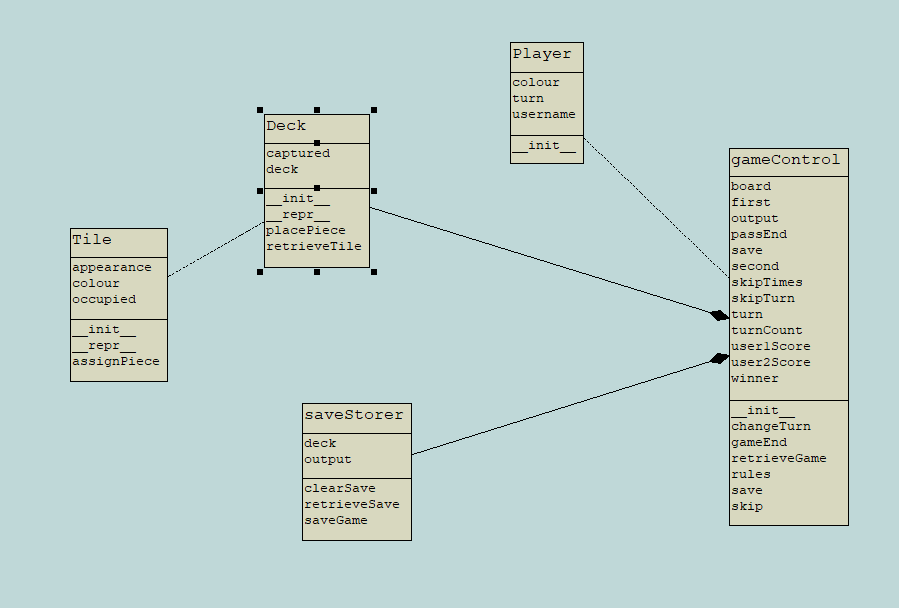 Player
colour
turn
username
__init__
Deck
captured
deck
__init__
__repr__
placePiece
retrieveTile
gameControl
board
first
output
passEnd
save
second
skipTimes
skipTurn
turn
turnCount
user1Score
user2Score
winner
__init__
changeTurn
gameEnd
retrieveGame
rules
save
skip
Tile
appearance
colour
occupied
__init__
__repr__
assignPiece
saveStorer
deck
output
clearSave
retrieveSave
saveGame